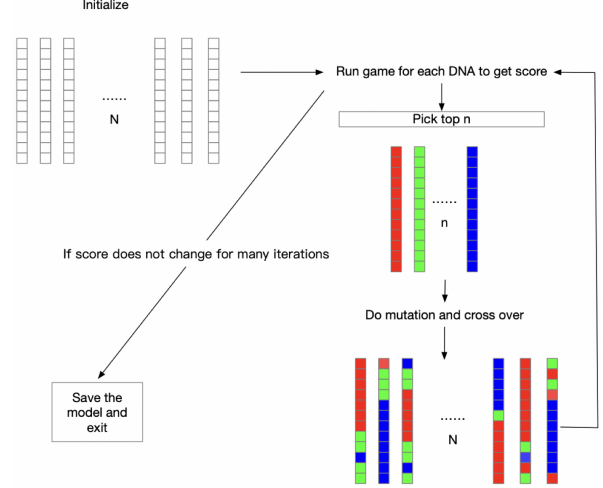 Initialize
......
N
Run game for each DNA to get score
Pick top n
......
n
If score does not change for many iterations
Do mutation and cross over
Save the
model and
exit
......
N